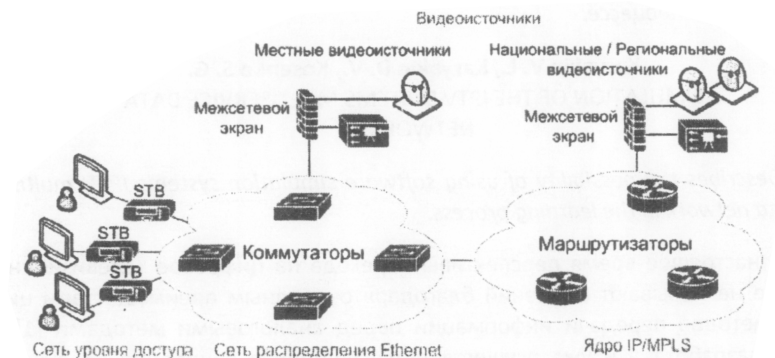 Видеоисточники
Местные видеоисточники
Национальные / Региональные
видеисточники
Межсетевой
экран
Межсетевой
экран
STB
STB
STB
Коммутаторы
Маршрутизаторы
Сеть уровня доступа
Сеть распределения Ethernet
Ядро IP/MPLS